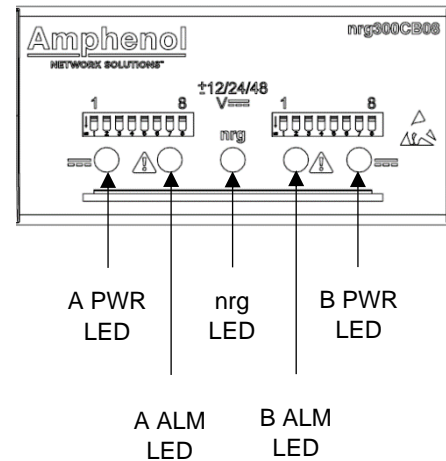 Amphenol
NETWORK SOLUTIONS™
nrg300CB08
±12/24/48
V
1 8
1 8
nrg
A PWR
LED
nrg
LED
B PWR
LED
A ALM
LED
B ALM
LED